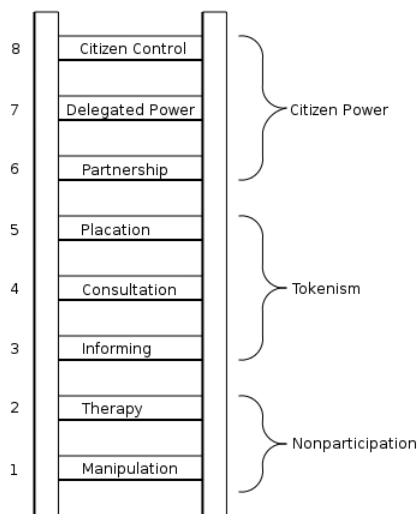 8 Citizen Control
7 Delegated Power Citizen Power
6 Partnership
5 Placation
4 Consultation Tokenism
3 Informing
2 Therapy
Nonparticipation
1 Manipulation